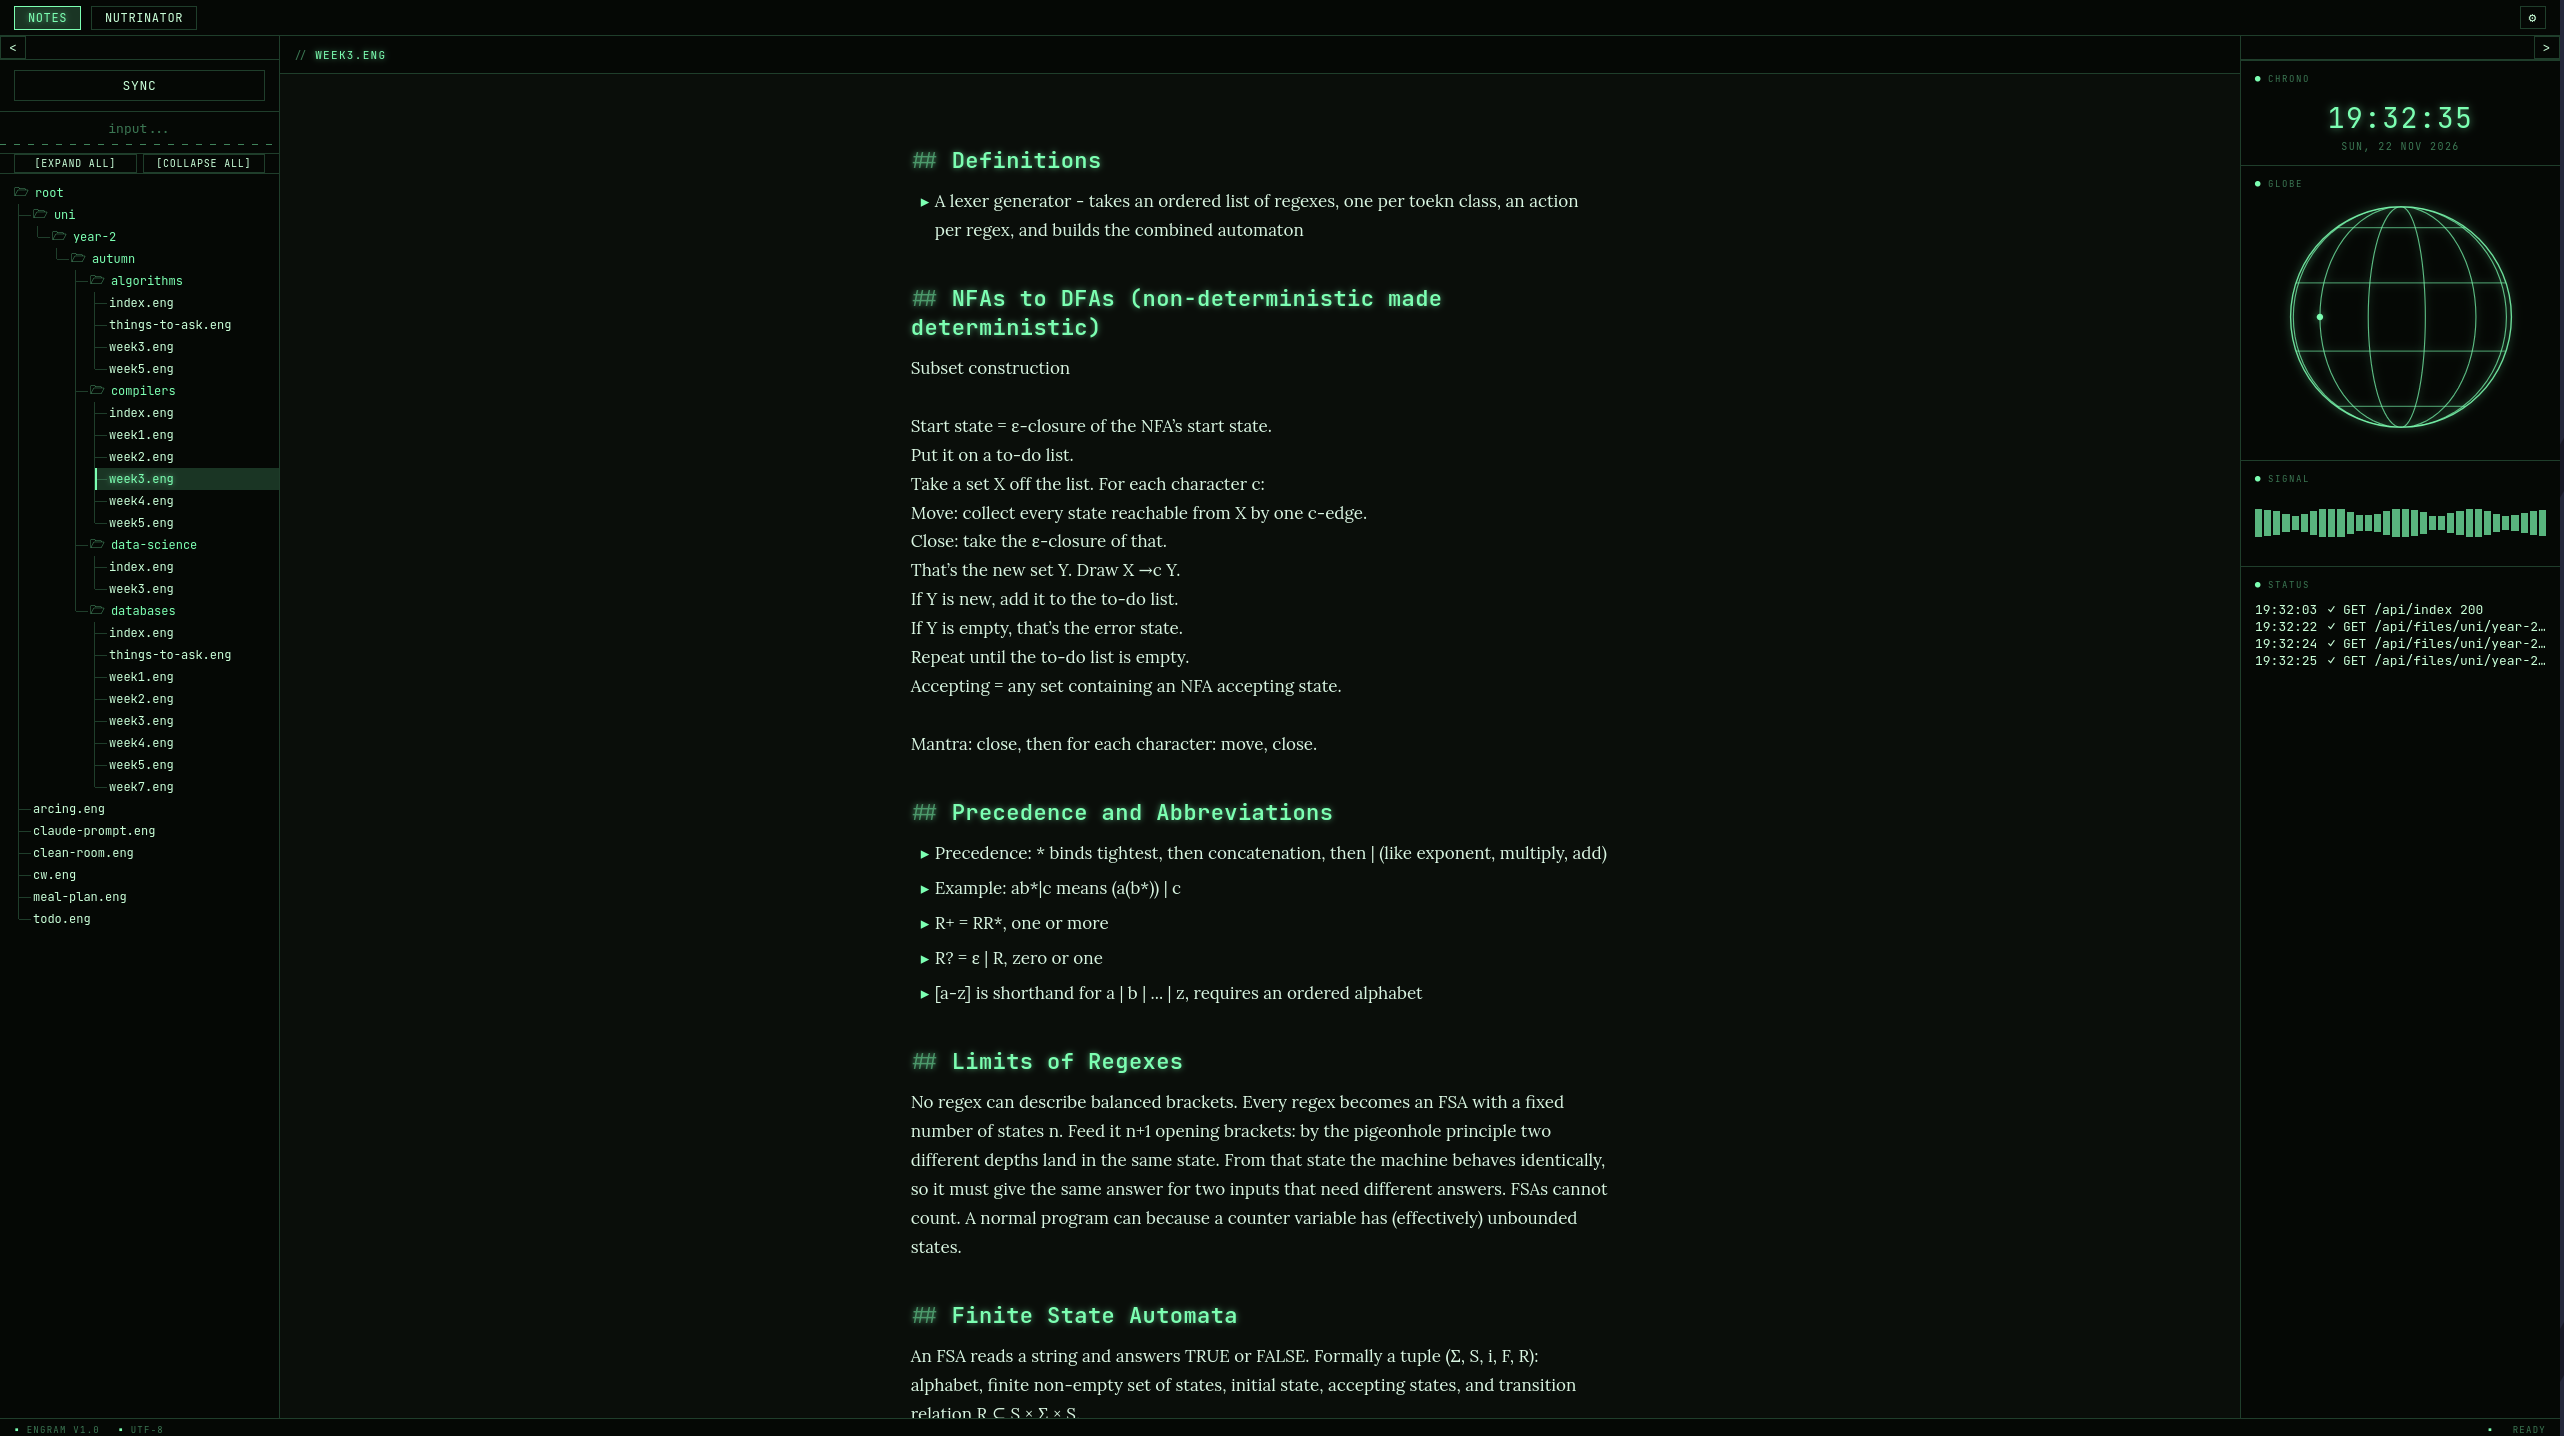 NOTES
NUTRINATOR
⚙
<
SYNC
input...
[EXPAND ALL]
[COLLAPSE ALL]
root
uni
year-2
autumn
algorithms
index.eng
things-to-ask.eng
week3.eng
week5.eng
compilers
index.eng
week1.eng
week2.eng
week3.eng
week4.eng
week5.eng
data-science
index.eng
week3.eng
databases
index.eng
things-to-ask.eng
week1.eng
week2.eng
week3.eng
week4.eng
week5.eng
week7.eng
arcing.eng
claude-prompt.eng
clean-room.eng
cw.eng
meal-plan.eng
todo.eng
// WEEK3.ENG
## Definitions
▸ A lexer generator - takes an ordered list of regexes, one per toekn class, an action
per regex, and builds the combined automaton
## NFAs to DFAs (non-deterministic made
deterministic)
Subset construction
Start state = ε-closure of the NFA’s start state.
Put it on a to-do list.
Take a set X off the list. For each character c:
Move: collect every state reachable from X by one c-edge.
Close: take the ε-closure of that.
That’s the new set Y. Draw X →c Y.
If Y is new, add it to the to-do list.
If Y is empty, that’s the error state.
Repeat until the to-do list is empty.
Accepting = any set containing an NFA accepting state.
Mantra: close, then for each character: move, close.
## Precedence and Abbreviations
▸ Precedence: * binds tightest, then concatenation, then | (like exponent, multiply, add)
▸ Example: ab*|c means (a(b*)) | c
▸ R+ = RR*, one or more
▸ R? = ε | R, zero or one
▸ [a-z] is shorthand for a | b | ... | z, requires an ordered alphabet
## Limits of Regexes
No regex can describe balanced brackets. Every regex becomes an FSA with a fixed
number of states n. Feed it n+1 opening brackets: by the pigeonhole principle two
different depths land in the same state. From that state the machine behaves identically,
so it must give the same answer for two inputs that need different answers. FSAs cannot
count. A normal program can because a counter variable has (effectively) unbounded
states.
## Finite State Automata
An FSA reads a string and answers TRUE or FALSE. Formally a tuple (Σ, S, i, F, R):
alphabet, finite non-empty set of states, initial state, accepting states, and transition
relation R ⊆ S × Σ × S
>
CHRONO
19:32:35
SUN, 22 NOV 2026
GLOBE
SIGNAL
STATUS
19:32:03 ✓ GET /api/index 200
19:32:22 ✓ GET /api/files/uni/year-2…
19:32:24 ✓ GET /api/files/uni/year-2…
19:32:25 ✓ GET /api/files/uni/year-2…
ENGRAM V1.0
UTF-8
READY